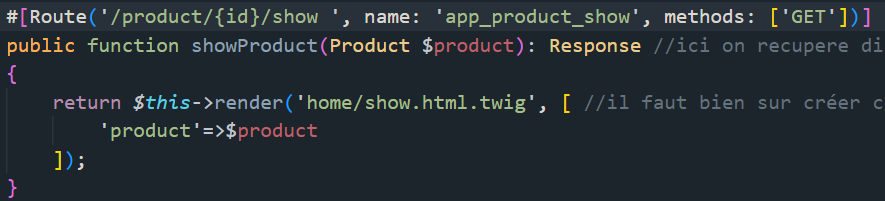 #[Route('/product/{id}/show ', name: 'app_product_show', methods: ['GET'])]
public function showProduct(Product $product): Response //ici on recupere di
{
return $this->render('home/show.html.twig', [ //il faut bien sur créer c
'product'=>$product
]);
}